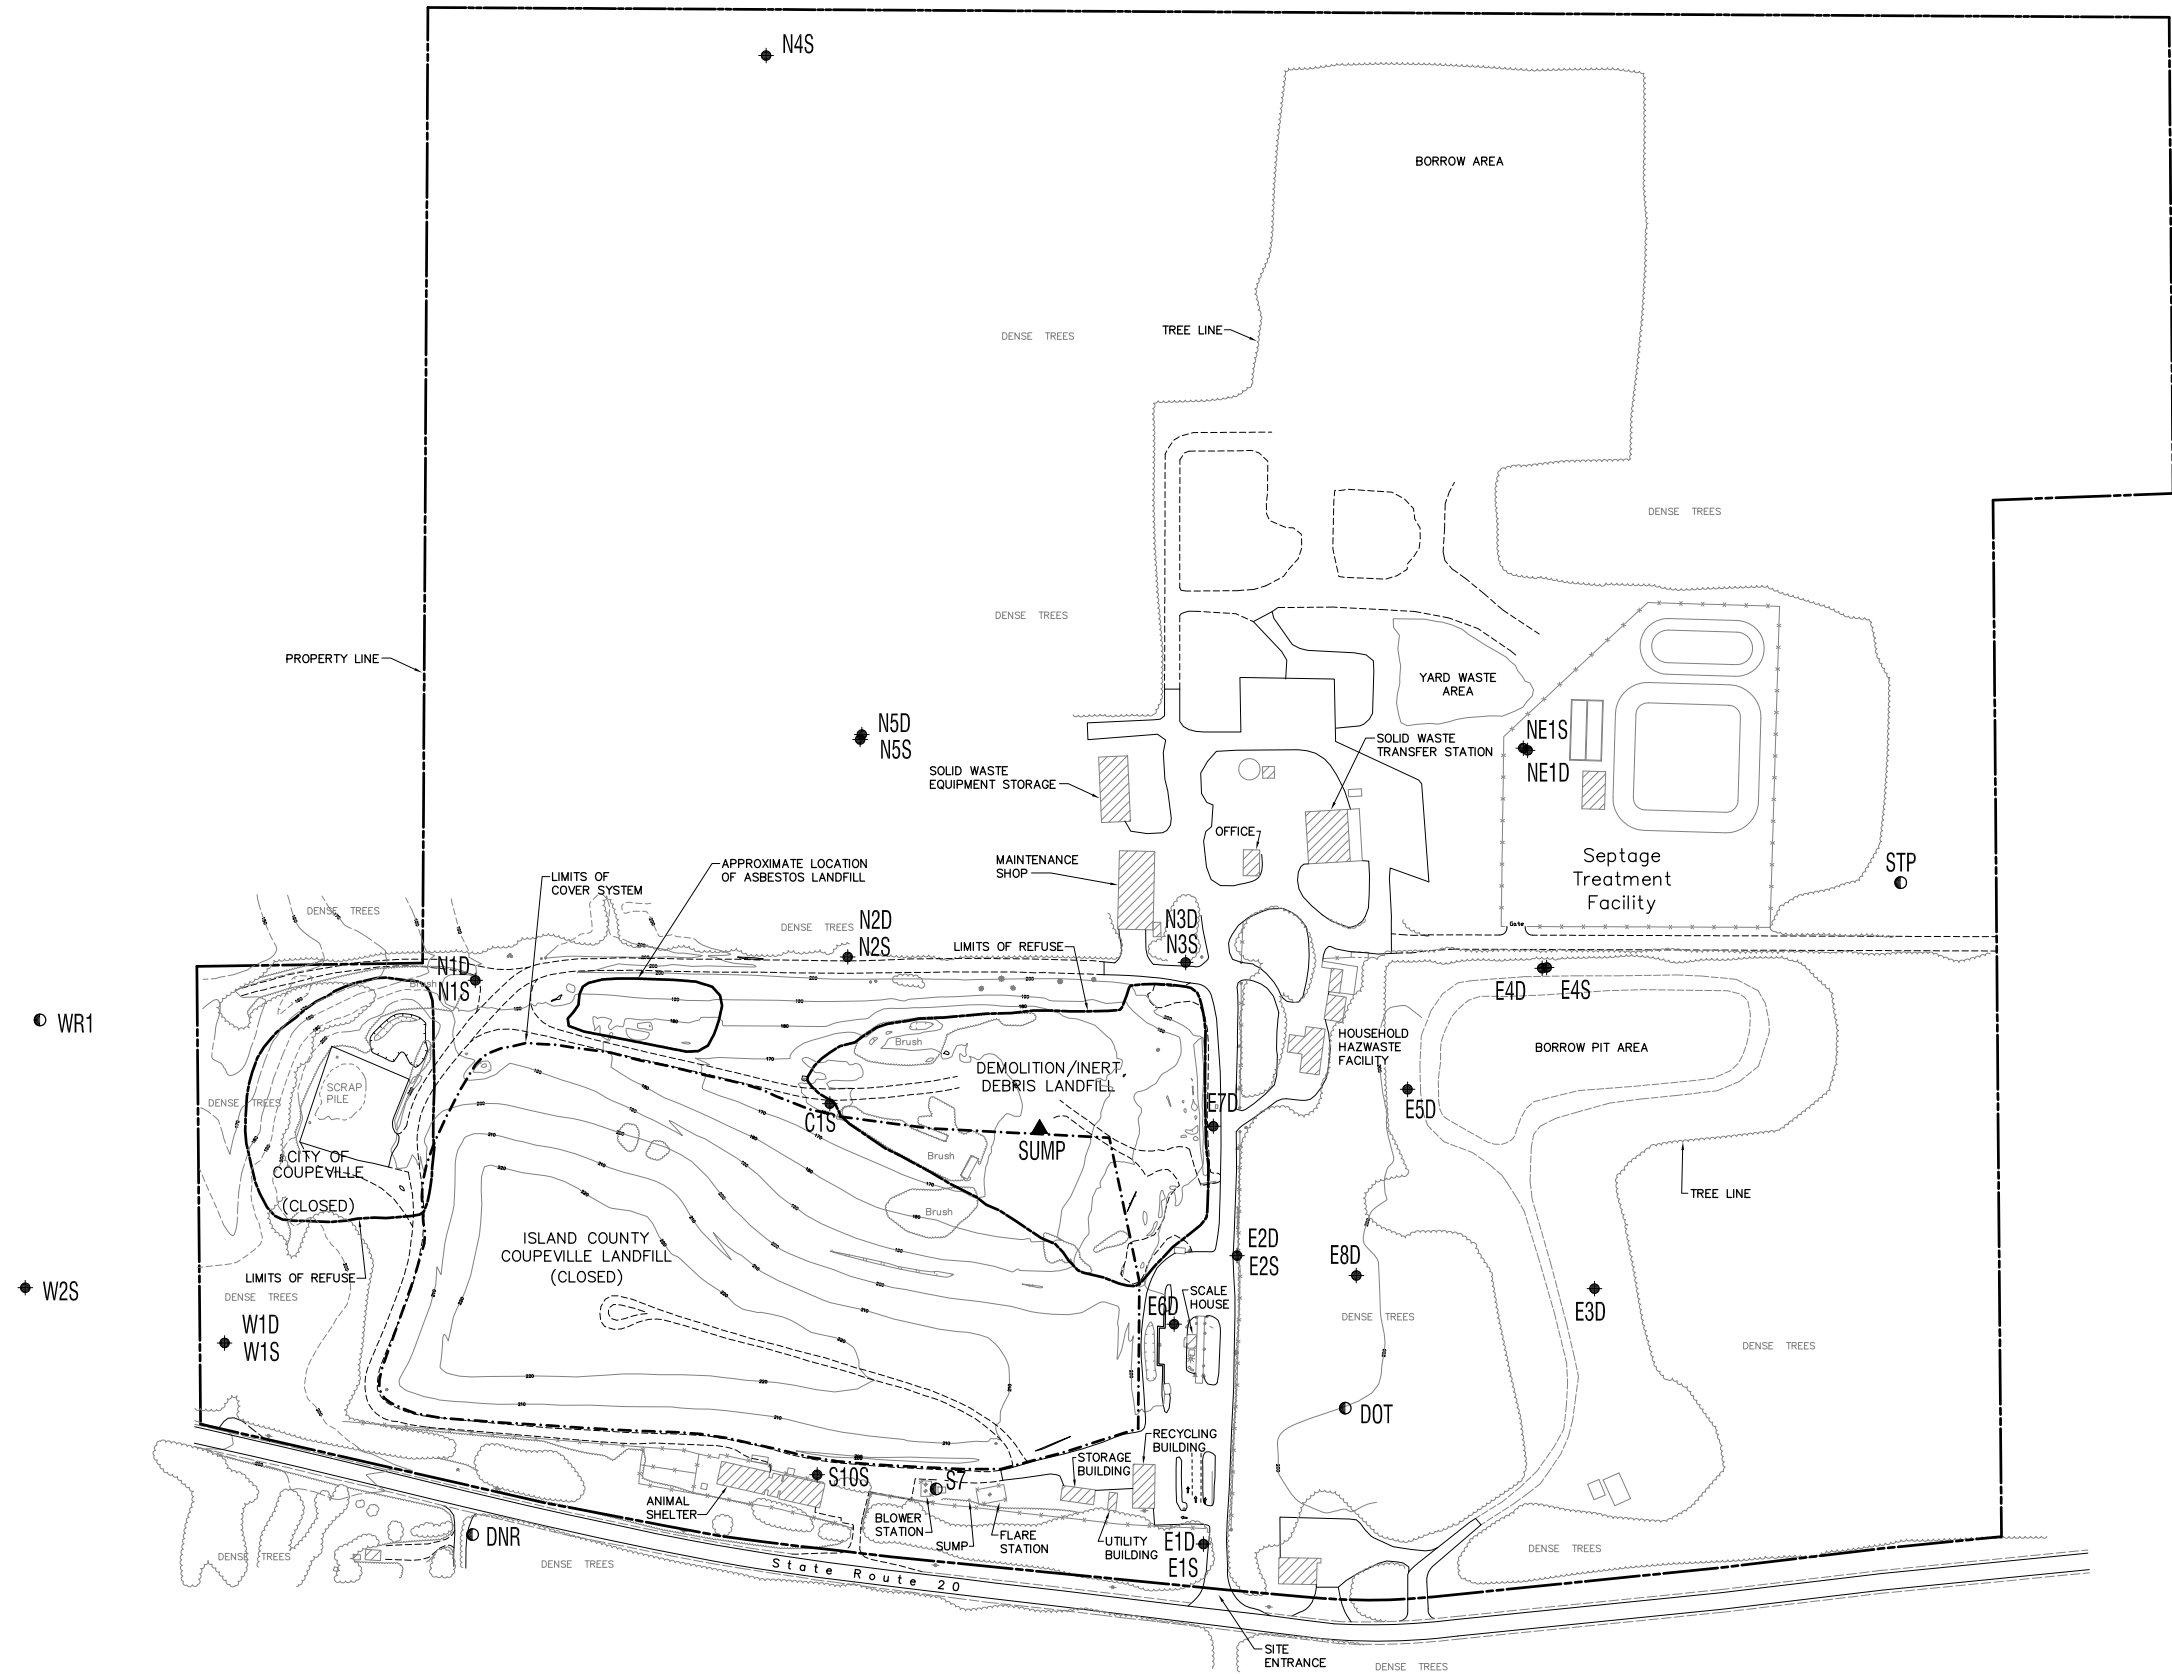 N4S
BORROW AREA
TREE LINE
DENSE TREES
DENSE TREES
DENSE TREES
PROPERTY LINE
YARD WASTE
AREA
N5D
N5S
SOLID WASTE
TRANSFER STATION
NE1S
NE1D
SOLID WASTE
EQUIPMENT STORAGE
OFFICE
MAINTENANCE
SHOP
Septage
Treatment
Facility
STP
APPROXIMATE LOCATION
OF ASBESTOS LANDFILL
LIMITS OF
COVER SYSTEM
DENSE TREES
DENSE TREES
N2D
N2S
N3D
N3S
Gate
LIMITS OF REFUSE
N1D
N1S
Brush
E4D
E4S
WR1
HOUSEHOLD
HAZWASTE
FACILITY
BORROW PIT AREA
Brush
DEMOLITION/INERT
DEBRIS LANDFILL
SCRAP
PILE
DENSE TREES
C1S
E7D
E5D
SUMP
Brush
CITY OF
COUPEVILLE
(CLOSED)
TREE LINE
Brush
ISLAND COUNTY
COUPEVILLE LANDFILL
(CLOSED)
E2D
E2S
E8D
LIMITS OF REFUSE
W2S
DENSE TREES
SCALE
HOUSE
E6D
E3D
DENSE TREES
W1D
W1S
DENSE TREES
DOT
RECYCLING
BUILDING
STORAGE
BUILDING
S10S
S7
ANIMAL
SHELTER
BLOWER
STATION
SUMP
FLARE
STATION
UTILITY
BUILDING
E1D
E1S
DNR
DENSE TREES
DENSE TREES
DENSE TREES
State Route 20
SITE
ENTRANCE
DENSE TREES